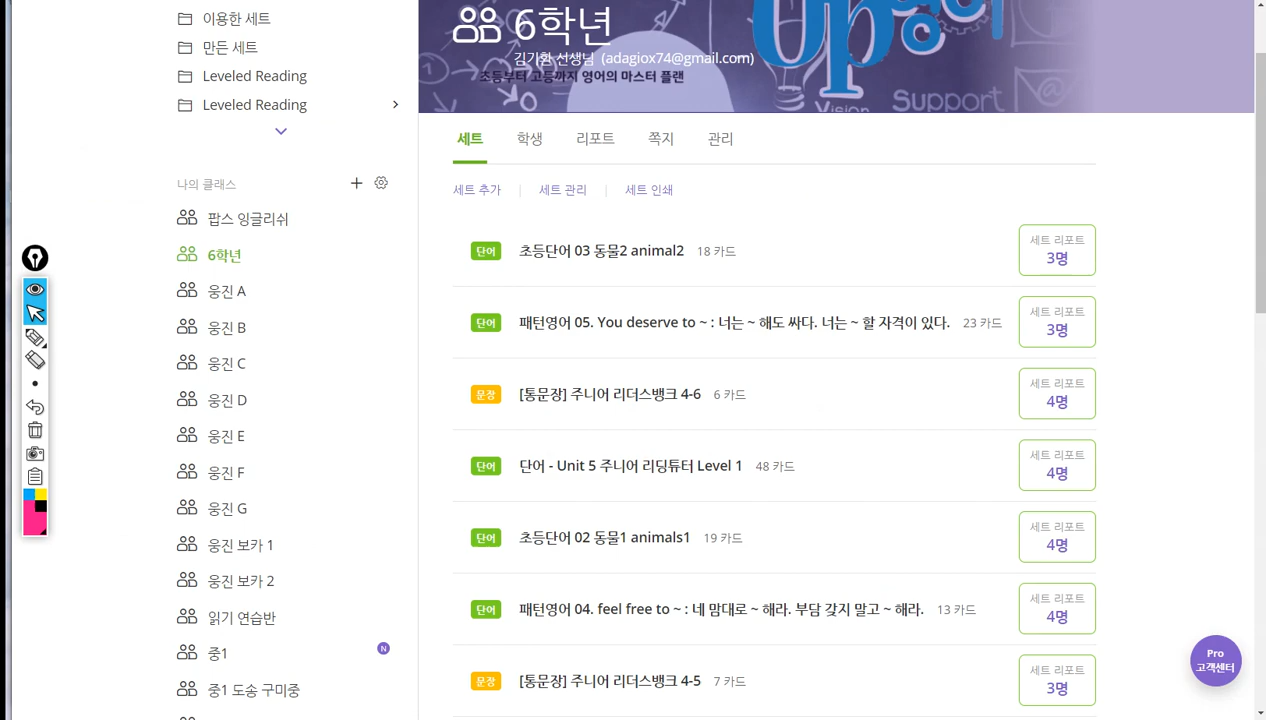 이용한 세트
만든 세트
Leveled Reading
Leveled Reading
나의 클래스
팝스 잉글리쉬
6학년
웅진 A
웅진 B
웅진 C
웅진 D
웅진 E
웅진 F
웅진 G
웅진 보카 1
웅진 보카 2
읽기 연습반
중1
N
중1 도송 구미중
6학년
김기환 선생님 (adagiox74@gmail.com)
초등부터 고등까지 영어의 마스터 플랜
up영어
Vision
Support
세트 학생 리포트 쪽지 관리
세트 추가 세트 관리 세트 인쇄
단어 초등단어 03 동물2 animal2 18 카드
세트 리포트
3명
단어 패턴영어 05. You deserve to ~ : 너는 ~ 해도 싸다. 너는 ~ 할 자격이 있다. 23 카드
세트 리포트
3명
문장 [통문장] 주니어 리더스뱅크 4-6 6 카드
세트 리포트
4명
단어 단어 - Unit 5 주니어 리딩튜터 Level 1 48 카드
세트 리포트
4명
단어 초등단어 02 동물1 animals1 19 카드
세트 리포트
4명
단어 패턴영어 04. feel free to ~ : 네 맘대로 ~ 해라. 부담 갖지 말고 ~ 해라. 13 카드
세트 리포트
4명
문장 [통문장] 주니어 리더스뱅크 4-5 7 카드
세트 리포트
3명
Pro
고객센터